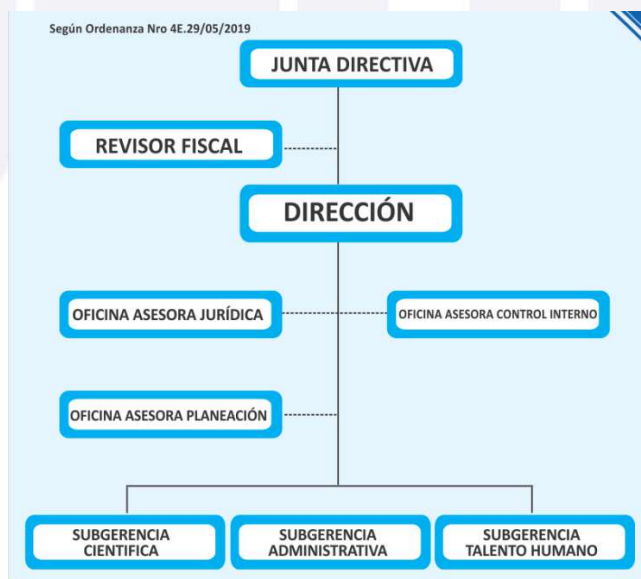 Según Ordenanza Nro 4E.29/05/2019
JUNTA DIRECTIVA
REVISOR FISCAL
DIRECCIÓN
OFICINA ASESORA JURÍDICA
OFICINA ASESORA CONTROL INTERNO
OFICINA ASESORA PLANEACIÓN
SUBGERENCIA
CIENTIFICA
SUBGERENCIA
ADMINISTRATIVA
SUBGERENCIA
TALENTO HUMANO